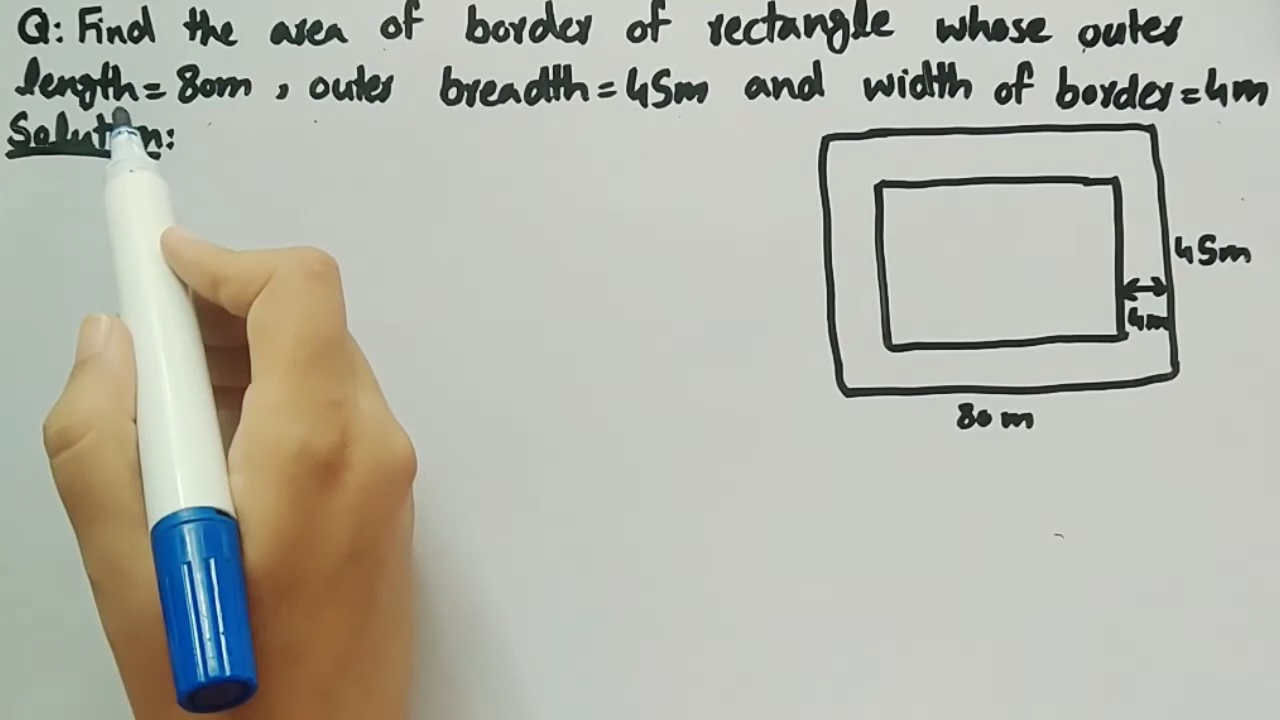 Q: Find the area of border of rectangle whose outer
length = 80m , outer breadth = 45m and width of border = 4m
Solution:
45m
4m
80 m